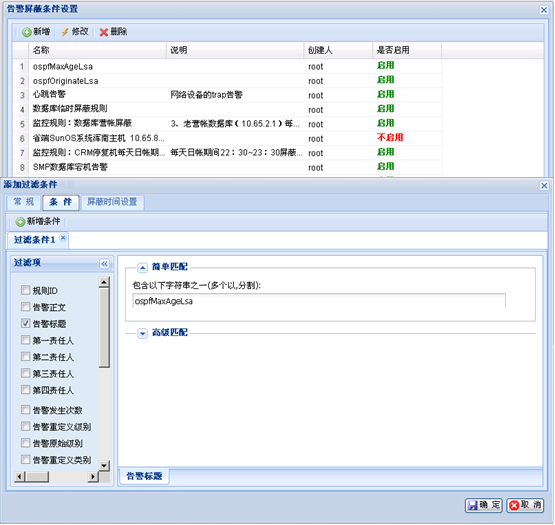 告警屏蔽条件设置
新增 修改 删除
名称 说明 创建人 是否启用
1 ospfMaxAgeLsa root 启用
2 ospfOriginateLsa root 启用
3 心跳告警 网络设备的trap告警 root 启用
4 数据库临时屏蔽规则 root 启用
5 监控规则：数据库营帐屏蔽 3、老营帐数据库（10.65.2.1）每... root 启用
6 省端SunOS系统浑南主机 10.65.8... root 不启用
7 监控规则：CRM停复机每天日帐期... 每天日帐期间22：30~23：30屏蔽... root 启用
8 SMP数据库宕机告警 root 启用
添加过滤条件
常 规 条 件 屏蔽时间设置
新增条件
过滤条件1
过滤项
规则ID
告警正文
告警标题
第一责任人
第二责任人
第三责任人
第四责任人
告警发生次数
告警重定义级别
告警原始级别
告警重定义类别
简单匹配
包含以下字符串之一(多个以,分割):
ospfMaxAgeLsa
高级匹配
告警标题
确 定 取 消